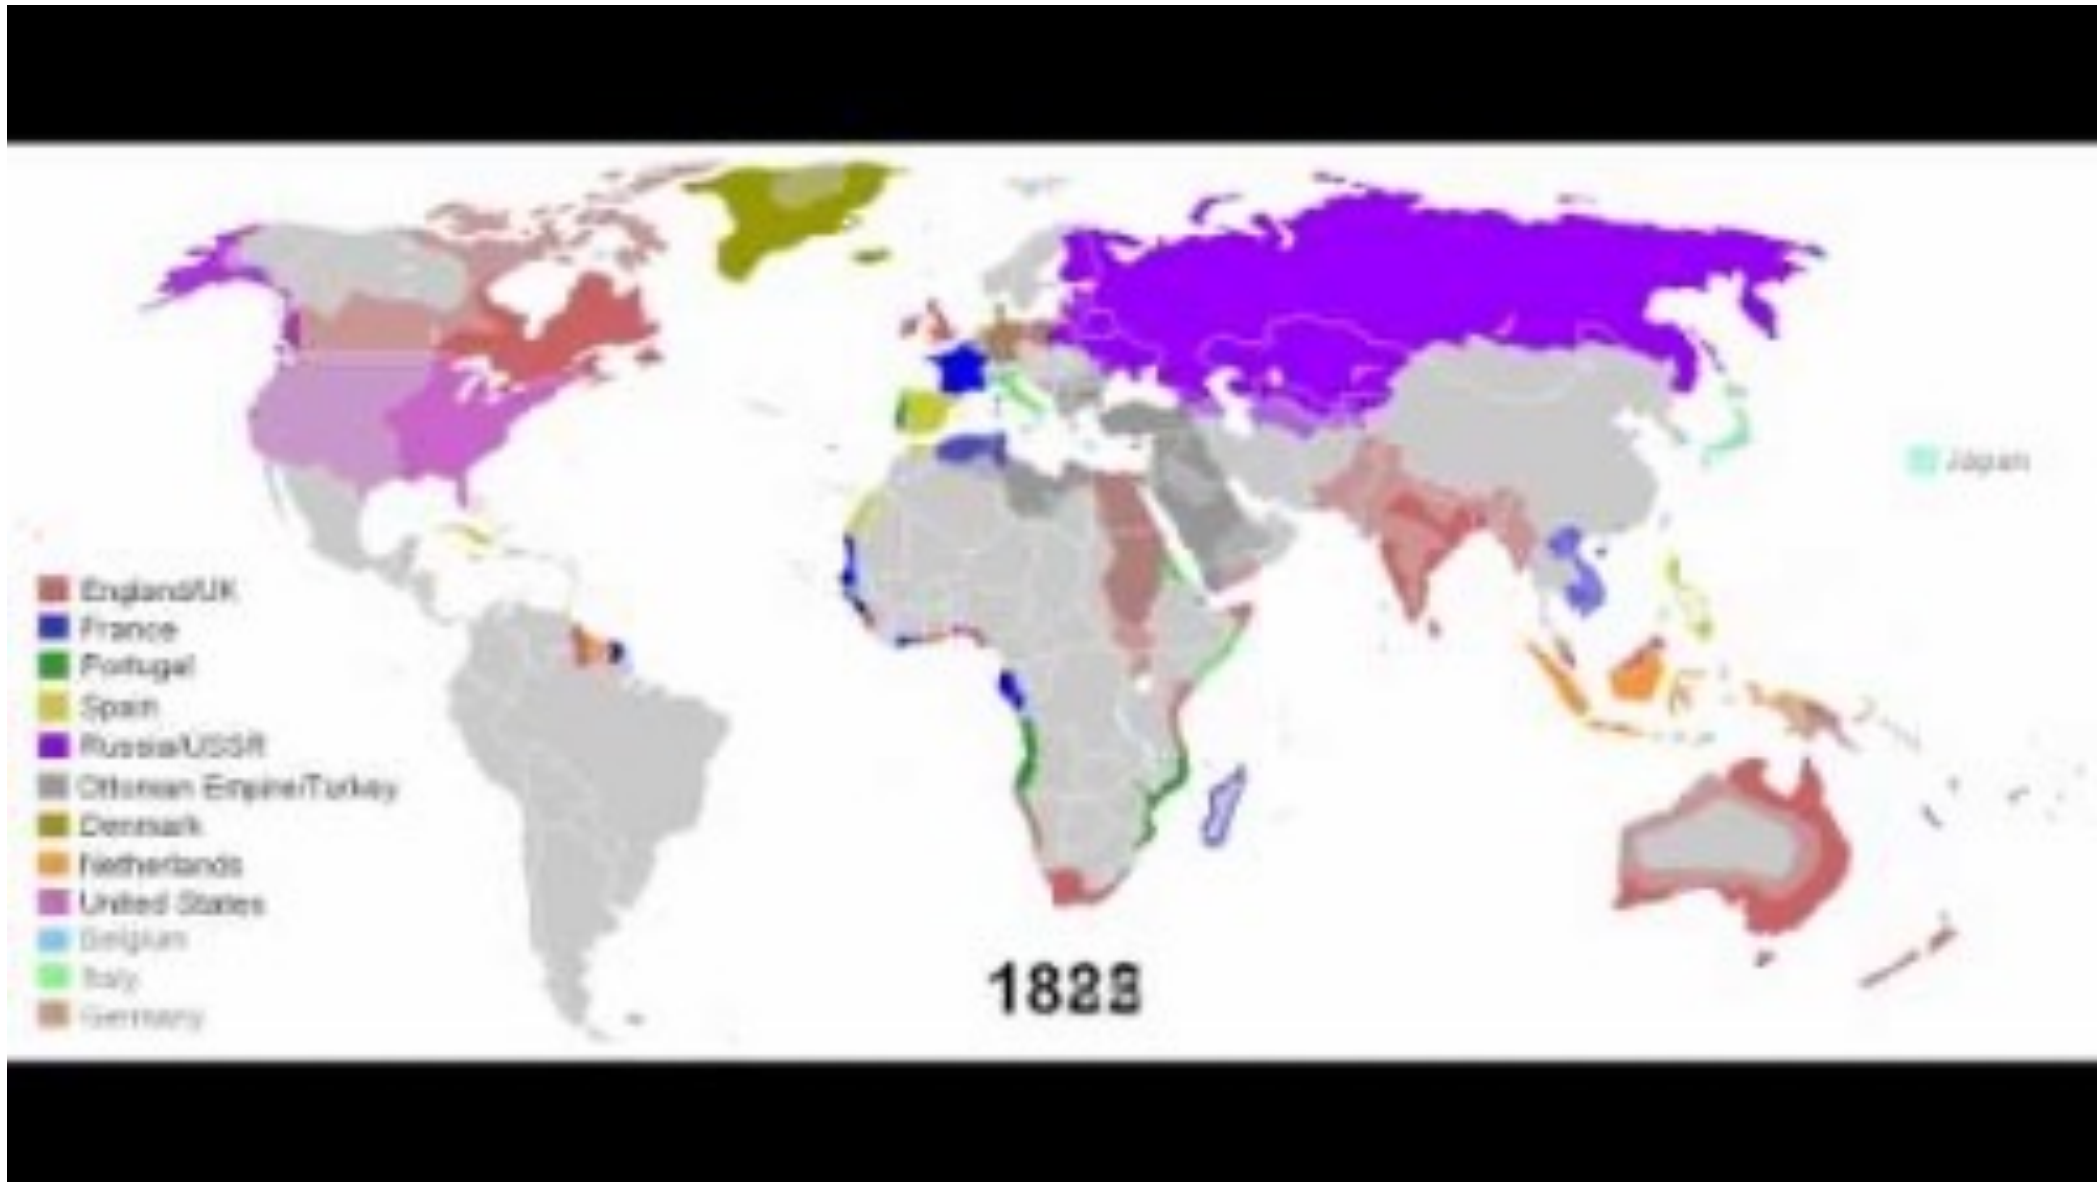 Japan
England/UK
France
Portugal
Spain
Russia/USSR
Ottoman Empire/Turkey
Denmark
Netherlands
United States
Belgium
Italy
Germany